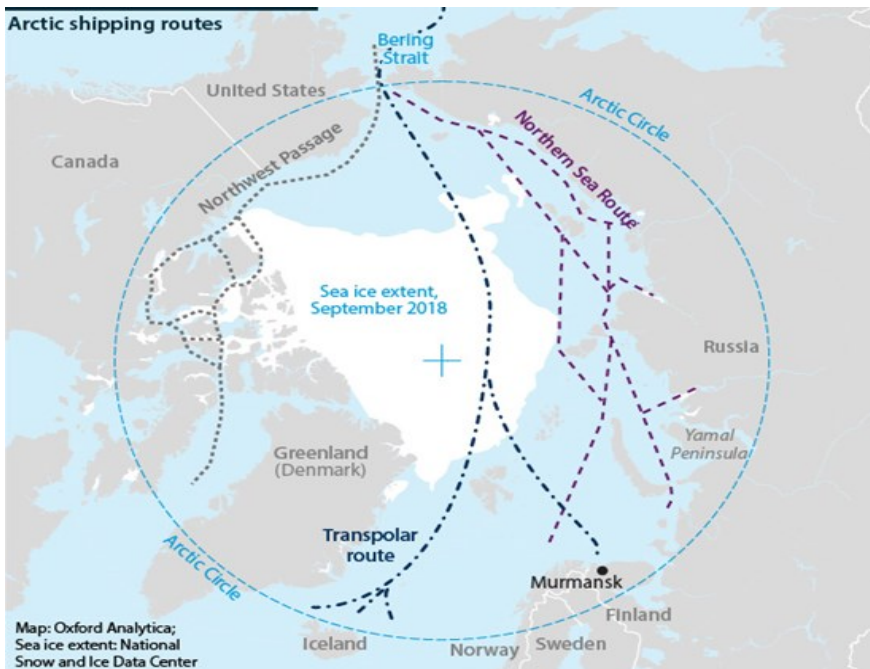 Arctic shipping routes
Bering
Strait
United States
Arctic Circle
Canada
Northwest Passage
Northern Sea Route
Sea ice extent,
September 2018
Russia
Greenland
(Denmark)
Yamal
Peninsula
Transpolar
route
Arctic Circle
Murmansk
Finland
Iceland
Norway
Sweden
Map: Oxford Analytica;
Sea ice extent: National
Snow and Ice Data Center